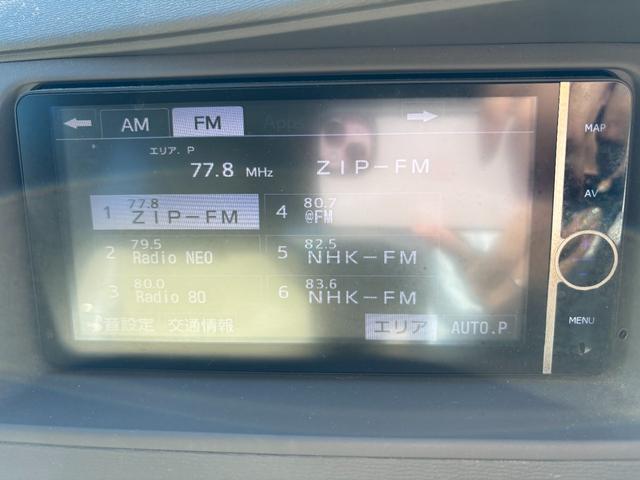 AM FM Apps
エリア.P
77.8 MHz ZIP-FM
1 77.8 ZIP-FM
4 80.7 @FM
2 79.5 Radio NEO
5 82.5 NHK-FM
3 80.0 Radio 80
6 83.6 NHK-FM
音設定 交通情報 エリア AUTO.P
MAP
AV
MENU